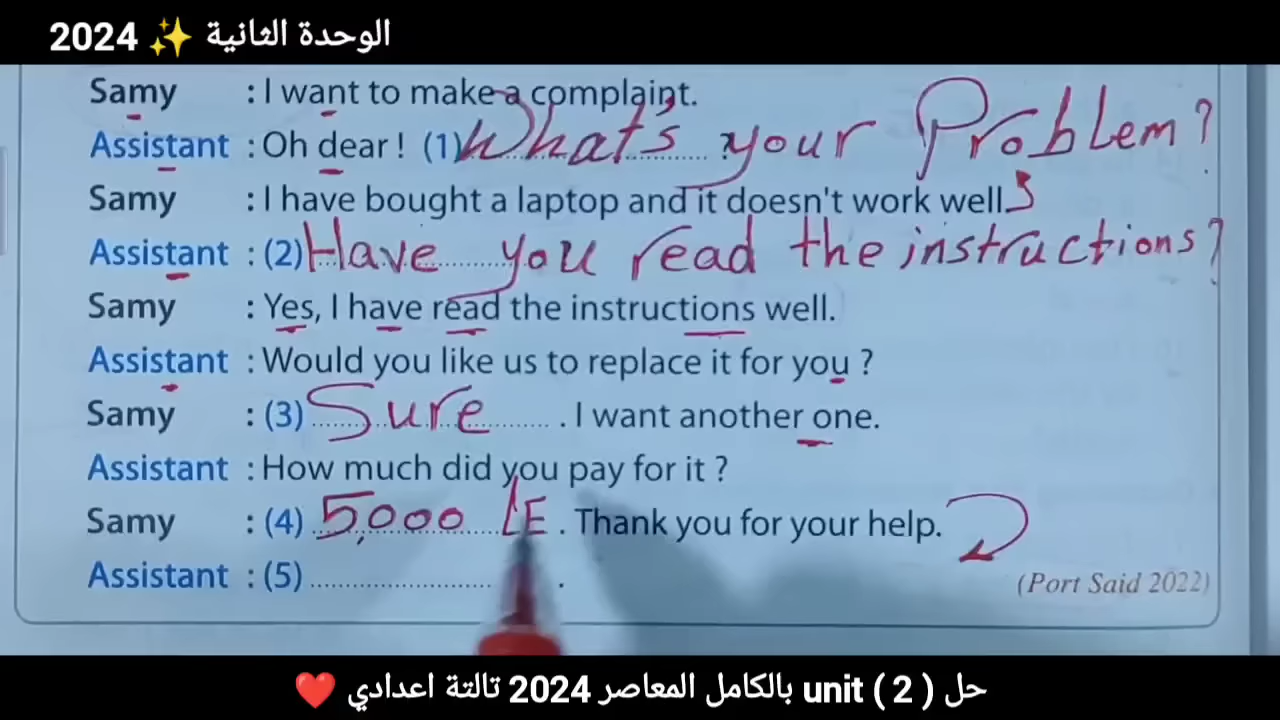 الوحدة الثانية ✨ 2024
Samy : I want to make a complaint.
Assistant : Oh dear ! (1) What's your Problem?
Samy : I have bought a laptop and it doesn't work well.
Assistant : (2) Have you read the instructions?
Samy : Yes, I have read the instructions well.
Assistant : Would you like us to replace it for you ?
Samy : (3) Sure . I want another one.
Assistant : How much did you pay for it ?
Samy : (4) 5,000 LE . Thank you for your help.
Assistant : (5) .................... .
(Port Said 2022)
حل unit ( 2 ) بالكامل المعاصر 2024 تالتة اعدادي ❤️